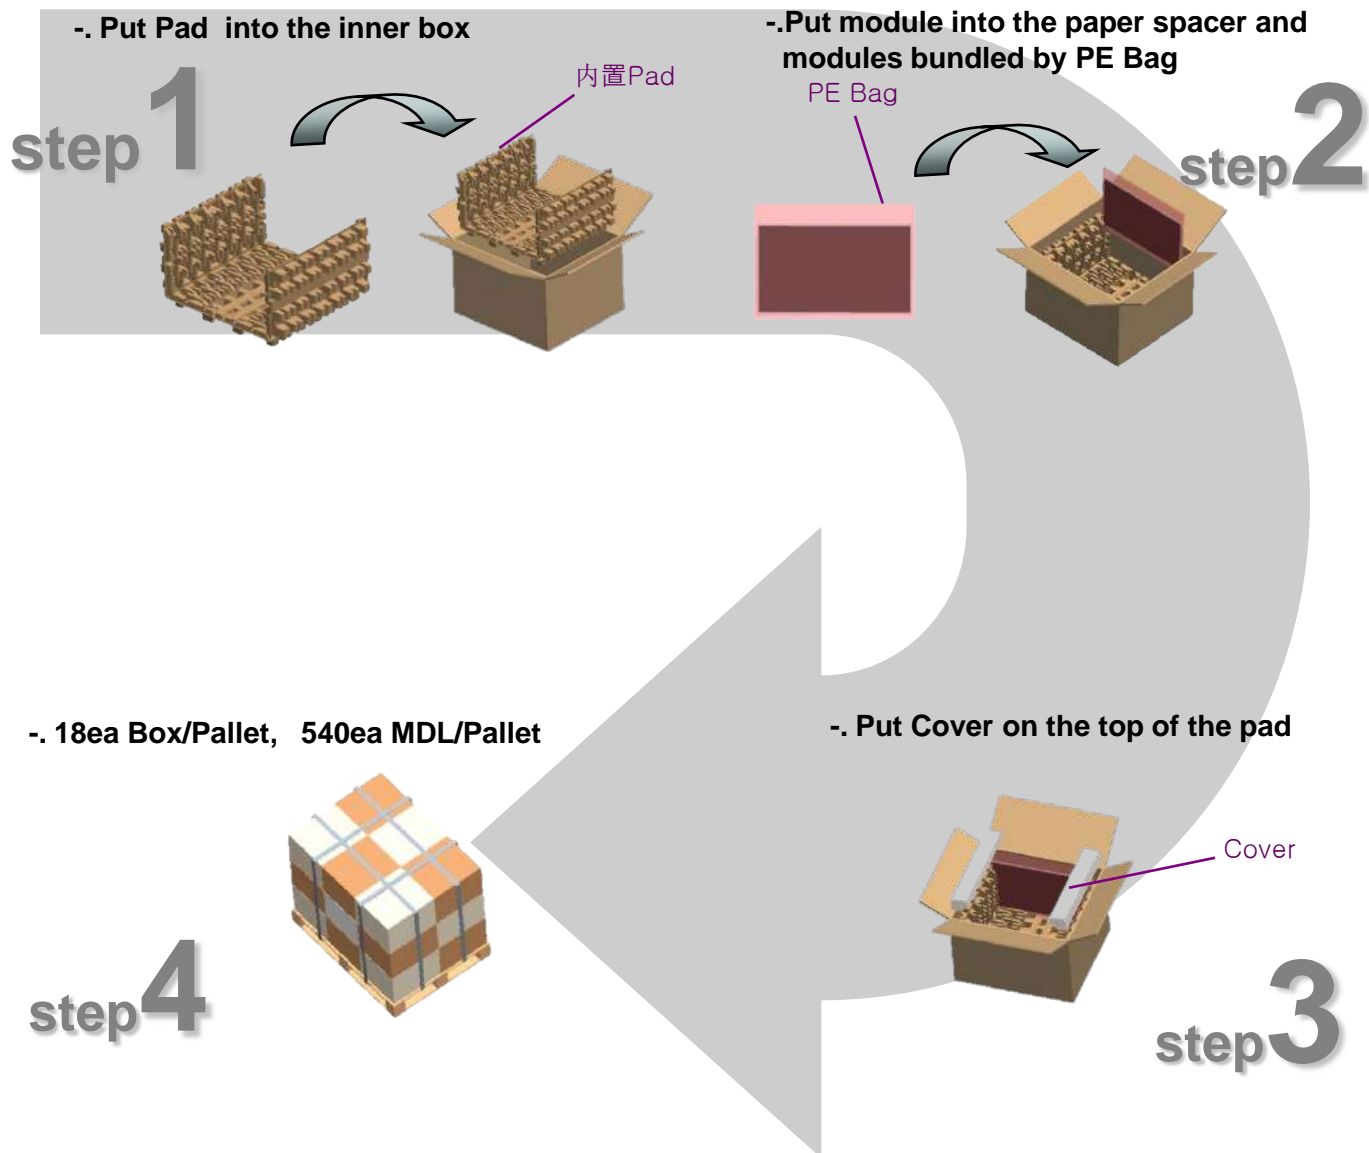 -. Put Pad  into the inner box
内置Pad
step1
-.Put module into the paper spacer and
modules bundled by PE Bag
PE Bag
step2
-. Put Cover on the top of the pad
Cover
step3
-. 18ea Box/Pallet,   540ea MDL/Pallet
step4